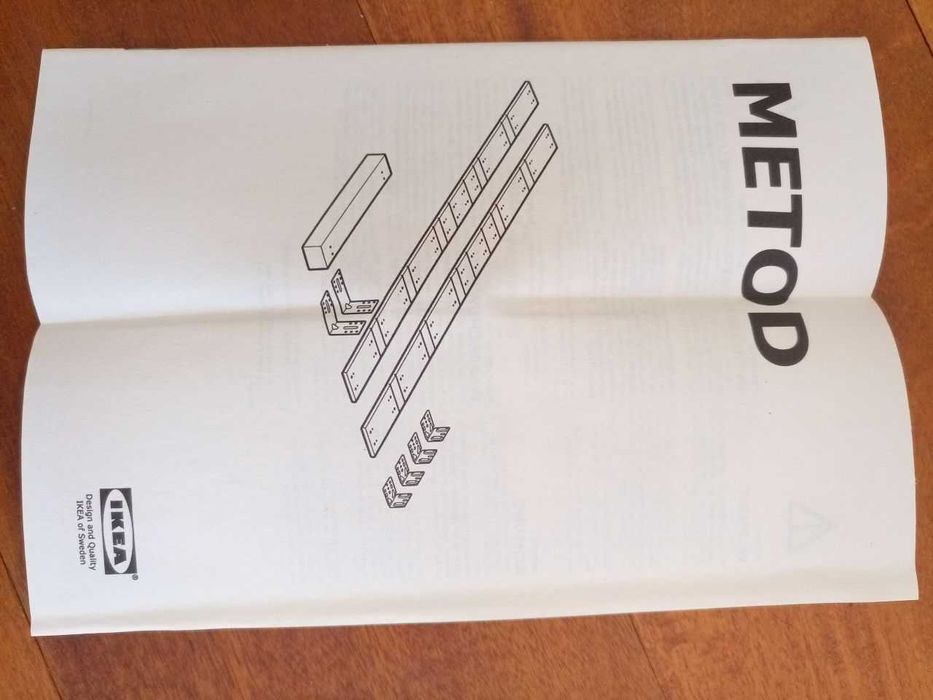 METOD
IKEA®
Design and Quality
IKEA of Sweden